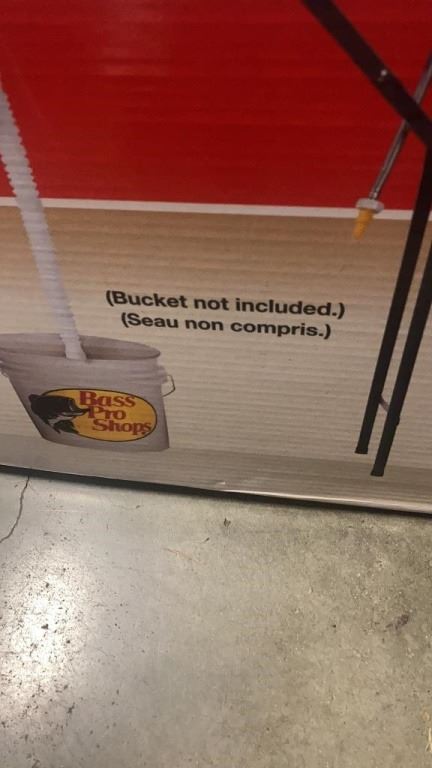 (Bucket not included.)
(Seau non compris.)
Bass
Pro
Shops